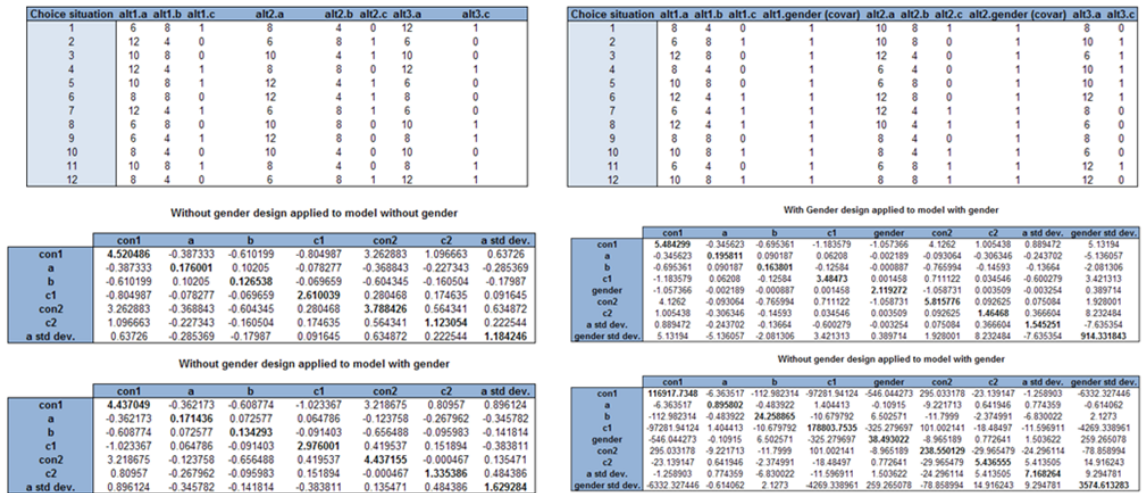 Choice situation alt1.a alt1.b alt1.c alt2.a alt2.b alt2.c alt3.a alt3.c
1 6 8 1 8 4 0 12 1
2 12 4 0 6 8 1 6 0
3 10 8 0 10 4 1 10 0
4 12 4 1 8 8 0 12 1
5 10 8 1 12 4 1 6 0
6 8 8 0 12 4 1 8 0
7 12 4 1 6 8 1 6 0
8 6 8 0 10 8 0 10 1
9 6 4 1 12 8 0 8 1
10 8 4 0 10 4 0 10 0
11 10 8 1 8 4 0 8 1
12 8 4 0 6 8 1 12 1
Without gender design applied to model without gender
con1 a b c1 con2 c2 a std dev.
con1 4.520486 -0.387333 -0.610199 -0.804987 3.262883 1.096663 0.63726
a -0.387333 0.176001 0.10205 -0.078277 -0.368843 -0.227343 -0.285369
b -0.610199 0.10205 0.126538 -0.069659 -0.604345 -0.160504 -0.17987
c1 -0.804987 -0.078277 -0.069659 2.610039 0.280468 0.174635 0.091645
con2 3.262883 -0.368843 -0.604345 0.280468 3.788426 0.564341 0.634872
c2 1.096663 -0.227343 -0.160504 0.174635 0.564341 1.123054 0.222544
a std dev. 0.63726 -0.285369 -0.17987 0.091645 0.634872 0.222544 1.184246
Without gender design applied to model with gender
con1 a b c1 con2 c2 a std dev.
con1 4.437049 -0.362173 -0.608774 -1.023367 3.218675 0.80957 0.896124
a -0.362173 0.171436 0.072577 0.064786 -0.123758 -0.267962 -0.345782
b -0.608774 0.072577 0.134293 -0.091403 -0.656488 -0.095983 -0.141814
c1 -1.023367 0.064786 -0.091403 2.976001 0.419537 0.151894 -0.383811
con2 3.218675 -0.123758 -0.656488 0.419537 4.437155 -0.000467 0.135471
c2 0.80957 -0.267962 -0.095983 0.151894 -0.000467 1.335386 0.484386
a std dev. 0.896124 -0.345782 -0.141814 -0.383811 0.135471 0.484386 1.629284
Choice situation alt1.a alt1.b alt1.c alt1.gender (covar) alt2.a alt2.b alt2.c alt2.gender (covar) alt3.a alt3.c
1 8 4 0 1 10 8 0 1 8 0
2 6 8 1 1 8 4 0 1 10 1
3 12 8 0 1 12 4 0 1 6 1
4 8 4 0 1 6 4 0 1 10 1
5 10 8 0 1 6 8 0 1 10 1
6 12 4 1 1 12 8 0 1 12 1
7 6 4 1 1 12 4 1 1 8 0
8 12 4 1 1 10 4 1 1 6 0
9 8 8 0 1 8 4 1 1 8 0
10 10 8 1 1 10 8 1 1 6 0
11 6 4 0 1 6 8 1 1 12 1
12 10 8 1 1 8 8 1 1 12 0
With Gender design applied to model with gender
con1 a b c1 gender con2 c2 a std dev. gender std dev.
con1 5.484299 -0.345623 -0.695361 -1.183579 -1.057366 4.1262 1.005438 0.889472 5.13194
a -0.345623 0.195811 0.090187 0.06208 -0.002189 -0.093064 -0.306346 -0.243702 -5.136057
b -0.695361 0.090187 0.163801 -0.12584 -0.000887 -0.765994 -0.14593 -0.13664 -2.081306
c1 -1.183579 0.06208 -0.12584 3.48473 0.001458 0.711122 0.034546 -0.600279 3.421313
gender -1.057366 -0.002189 -0.000887 0.001458 2.119272 -1.058731 0.003509 -0.003254 0.389714
con2 4.1262 -0.093064 -0.765994 0.711122 -1.058731 5.815776 0.092625 0.075084 1.928001
c2 1.005438 -0.306346 -0.14593 0.034546 0.003509 0.092625 1.46468 0.366604 8.232484
a std dev. 0.889472 -0.243702 -0.13664 -0.600279 -0.003254 0.075084 0.366604 1.545251 -7.635354
gender std dev. 5.13194 -5.136057 -2.081306 3.421313 0.389714 1.928001 8.232484 -7.635354 914.331843
Without gender design applied to model with gender
con1 a b c1 gender con2 c2 a std dev. gender std dev.
con1 116917.7348 -6.363517 -112.982314 -97281.94124 -546.044273 295.033178 -23.139147 -1.258903 -6332.327446
a -6.363517 0.895802 -0.483922 1.404413 -0.10915 -9.221713 0.641946 0.774359 -0.614062
b -112.982314 -0.483922 24.258865 -10.679792 6.502571 -11.7999 -2.374991 -6.830022 2.1273
c1 -97281.94124 1.404413 -10.679792 178803.7535 -325.279697 101.002141 -18.48497 -11.596911 -4269.338961
gender -546.044273 -0.10915 6.502571 -325.279697 38.493022 -8.965189 0.772641 1.503622 259.265078
con2 295.033178 -9.221713 -11.7999 101.002141 -8.965189 238.550129 -29.965479 -24.296114 -78.858994
c2 -23.139147 0.641946 -2.374991 -18.48497 0.772641 -29.965479 5.436555 5.413505 14.916243
a std dev. -1.258903 0.774359 -6.830022 -11.596911 1.503622 -24.296114 5.413505 7.168264 9.294781
gender std dev. -6332.327446 -0.614062 2.1273 -4269.338961 259.265078 -78.858994 14.916243 9.294781 3574.613283